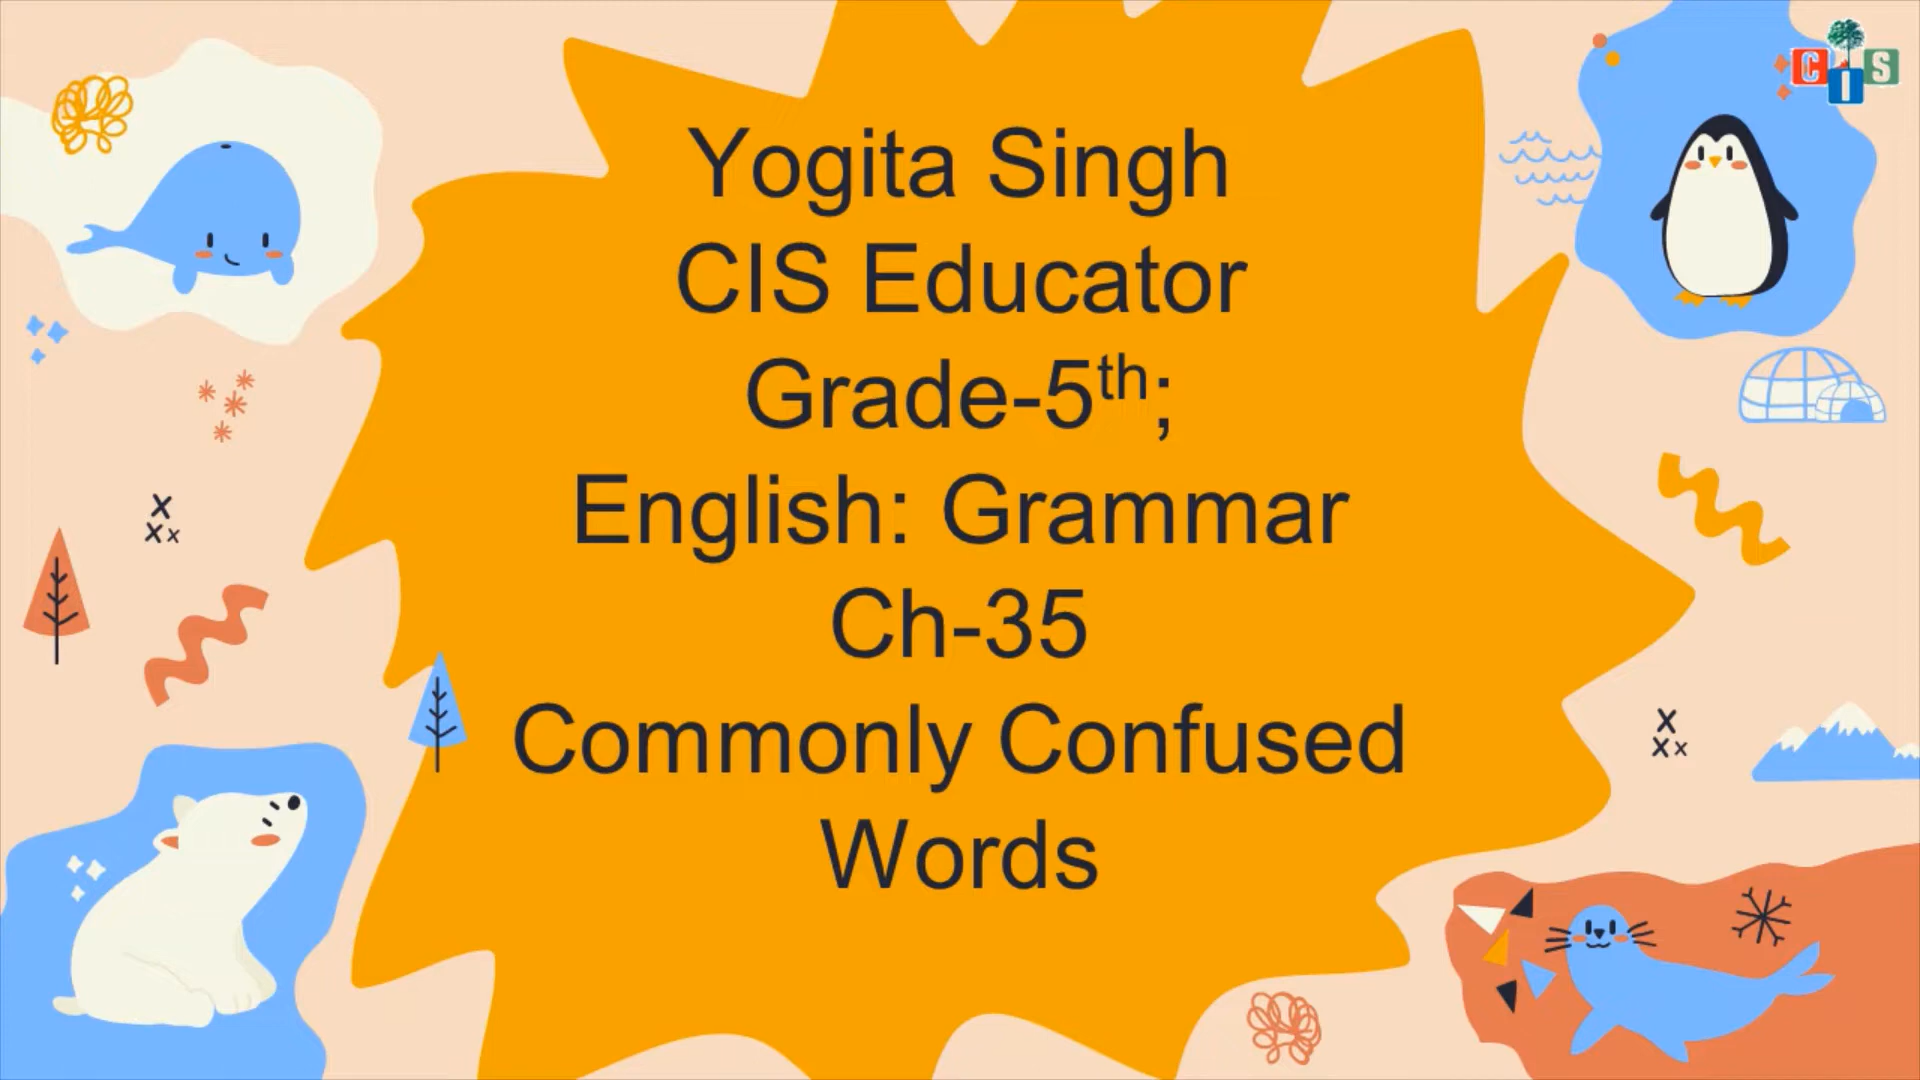 Yogita Singh
CIS Educator
Grade-5th;
English: Grammar
Ch-35
Commonly Confused
Words
CIS